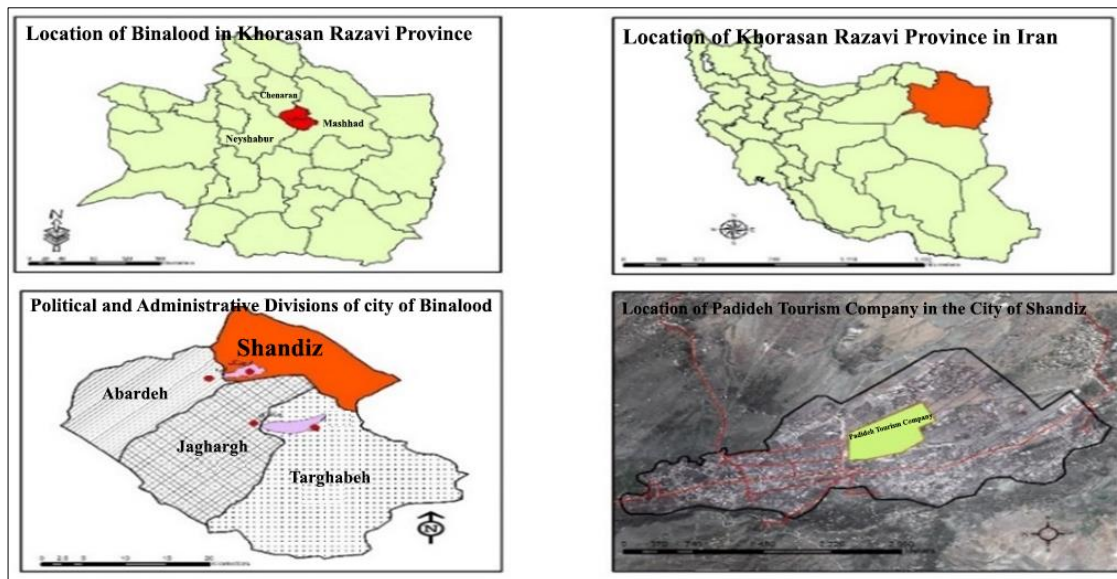 Location of Binalood in Khorasan Razavi Province
Chenaran
Mashhad
Neyshabur
N
Location of Khorasan Razavi Province in Iran
N
Political and Administrative Divisions of city of Binalood
Shandiz
Abardeh
Jaghargh
Targhabeh
N
0
20
Location of Padideh Tourism Company in the City of Shandiz
Padideh Tourism Company